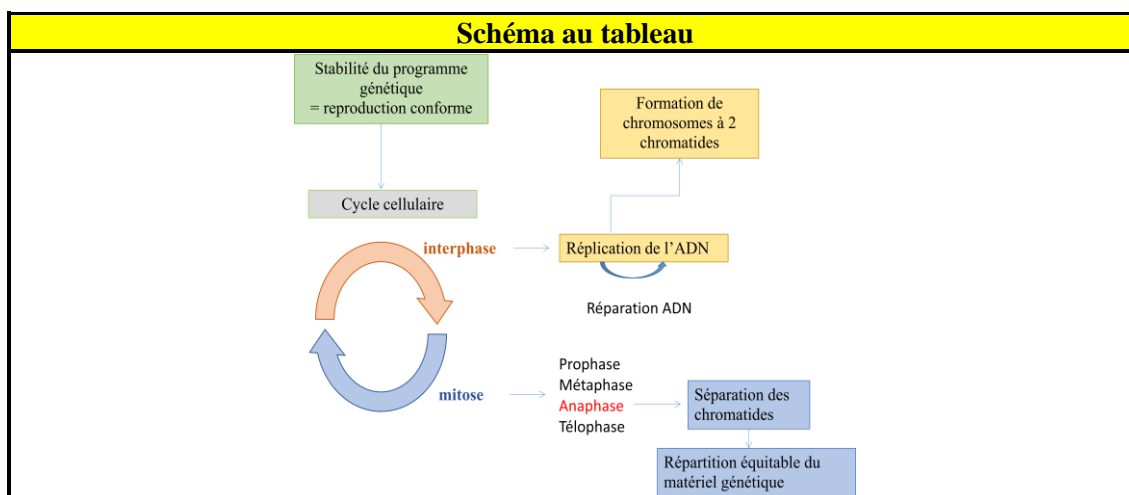 Schéma au tableau
Stabilité du programme
génétique
= reproduction conforme
Formation de
chromosomes à 2
chromatides
Cycle cellulaire
interphase
Réplication de l'ADN
Réparation ADN
mitose
Prophase
Métaphase
Anaphase
Télophase
Séparation des
chromatides
Répartition équitable du
matériel génétique